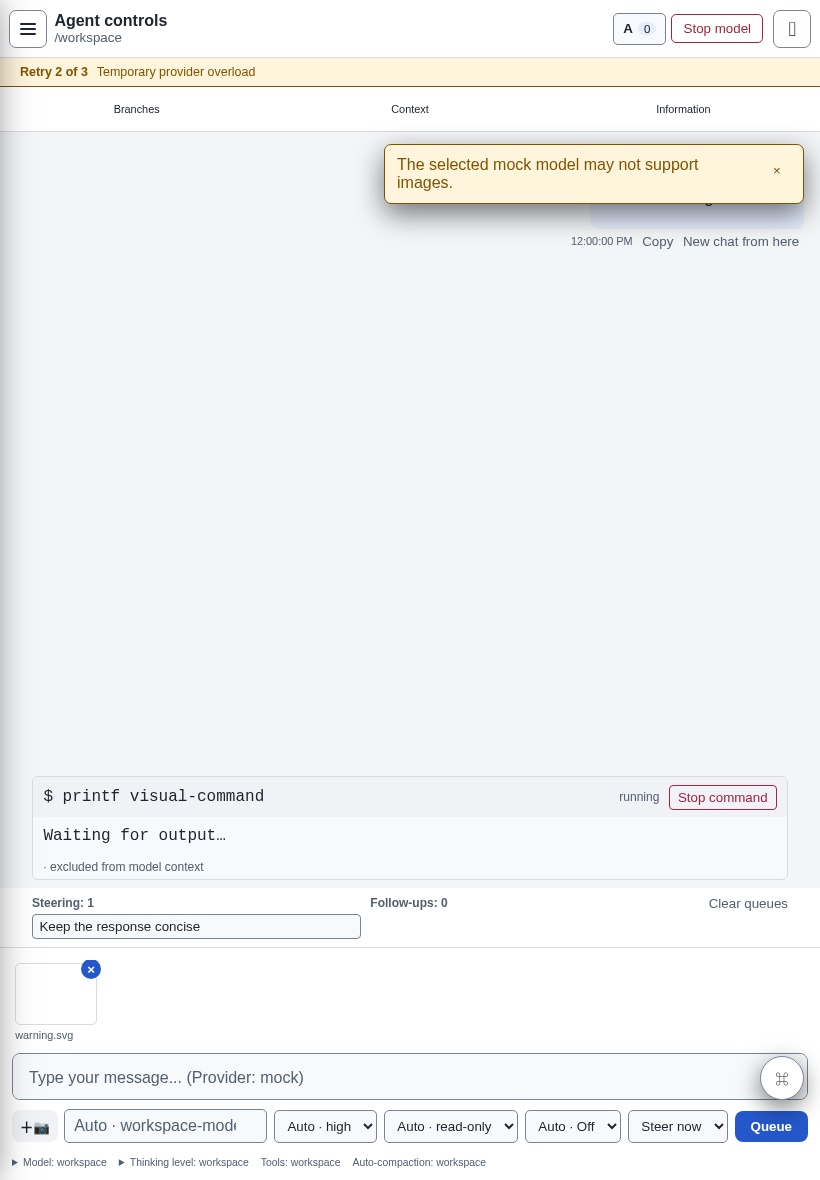 Agent controls
/workspace
A 0 Stop model
Retry 2 of 3 Temporary provider overload
Branches Context Information
The selected mock model may not support
images.
×
12:00:00 PM Copy New chat from here
$ printf visual-command running Stop command
Waiting for output…
· excluded from model context
Steering: 1 Follow-ups: 0 Clear queues
Keep the response concise
×
warning.svg
Type your message... (Provider: mock)
⌘
+ Auto · workspace-mode Auto · high Auto · read-only Auto · Off Steer now Queue
Model: workspace Thinking level: workspace Tools: workspace Auto-compaction: workspace